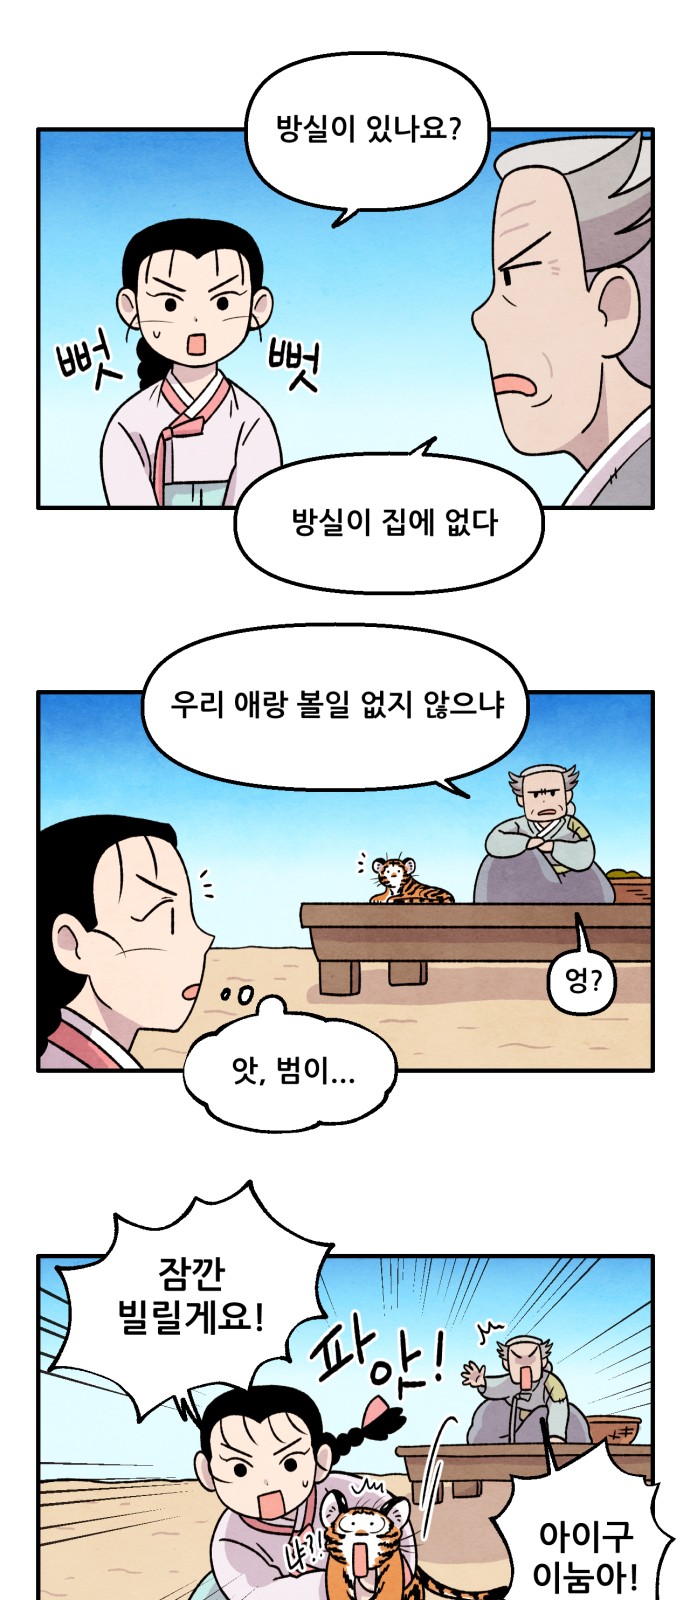 방실이 있나요?
뻣
뻣
방실이 집에 없다
우리 애랑 볼일 없지 않으냐
엉?
앗, 범이...
잠깐
빌릴게요!
파앗!
냐?!
아이구
이눔아!